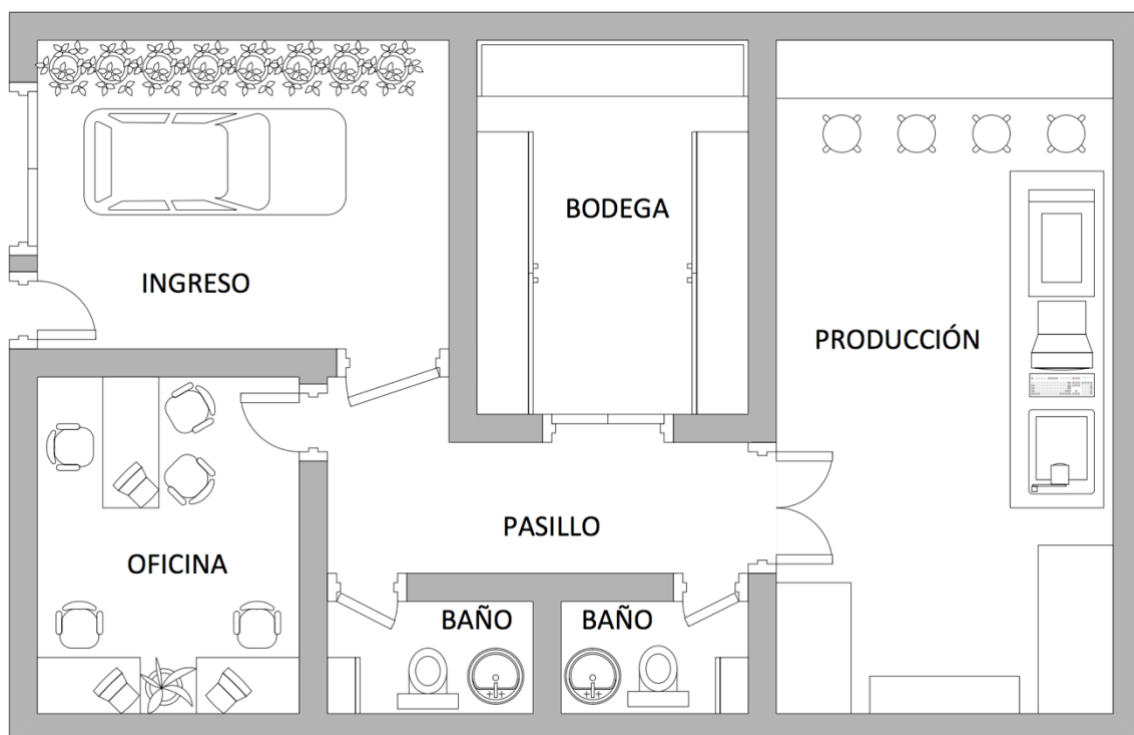 BODEGA
INGRESO
PRODUCCIÓN
PASILLO
OFICINA
BAÑO
BAÑO